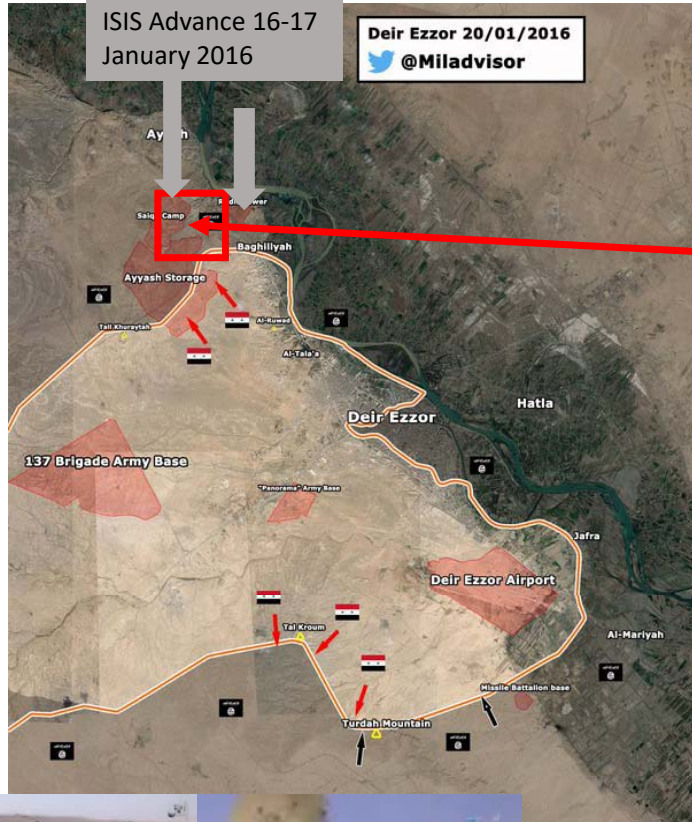 ISIS Advance 16-17
January 2016
Deir Ezzor 20/01/2016
@Miladvisor
Saiqa Camp
Baghiliyah
Ayyash Storage
Tall Khuraytah
Al-Ruwad
Al-Tala'a
Hatla
Deir Ezzor
137 Brigade Army Base
"Panorama" Army Base
Jafra
Deir Ezzor Airport
Al-Mariyah
Tal Kroum
Missile Battalion base
Turdah Mountain